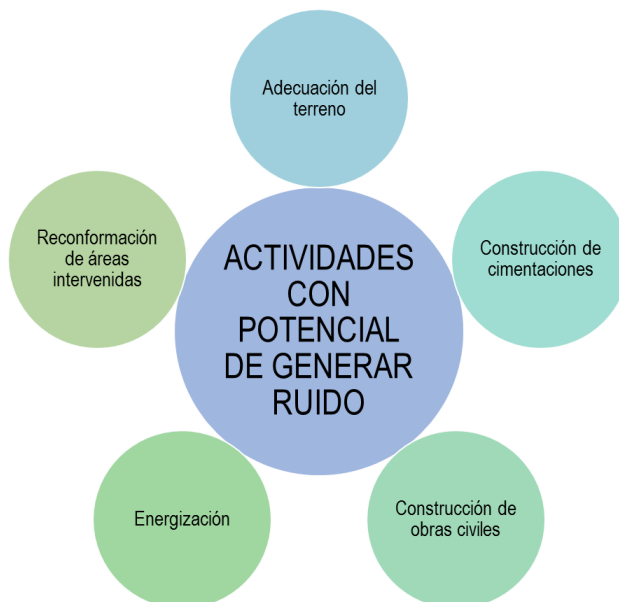 Adecuación del
terreno
Reconformación
de áreas
intervenidas
ACTIVIDADES
CON
POTENCIAL
DE GENERAR
RUIDO
Construcción de
cimentaciones
Energización
Construcción de
obras civiles